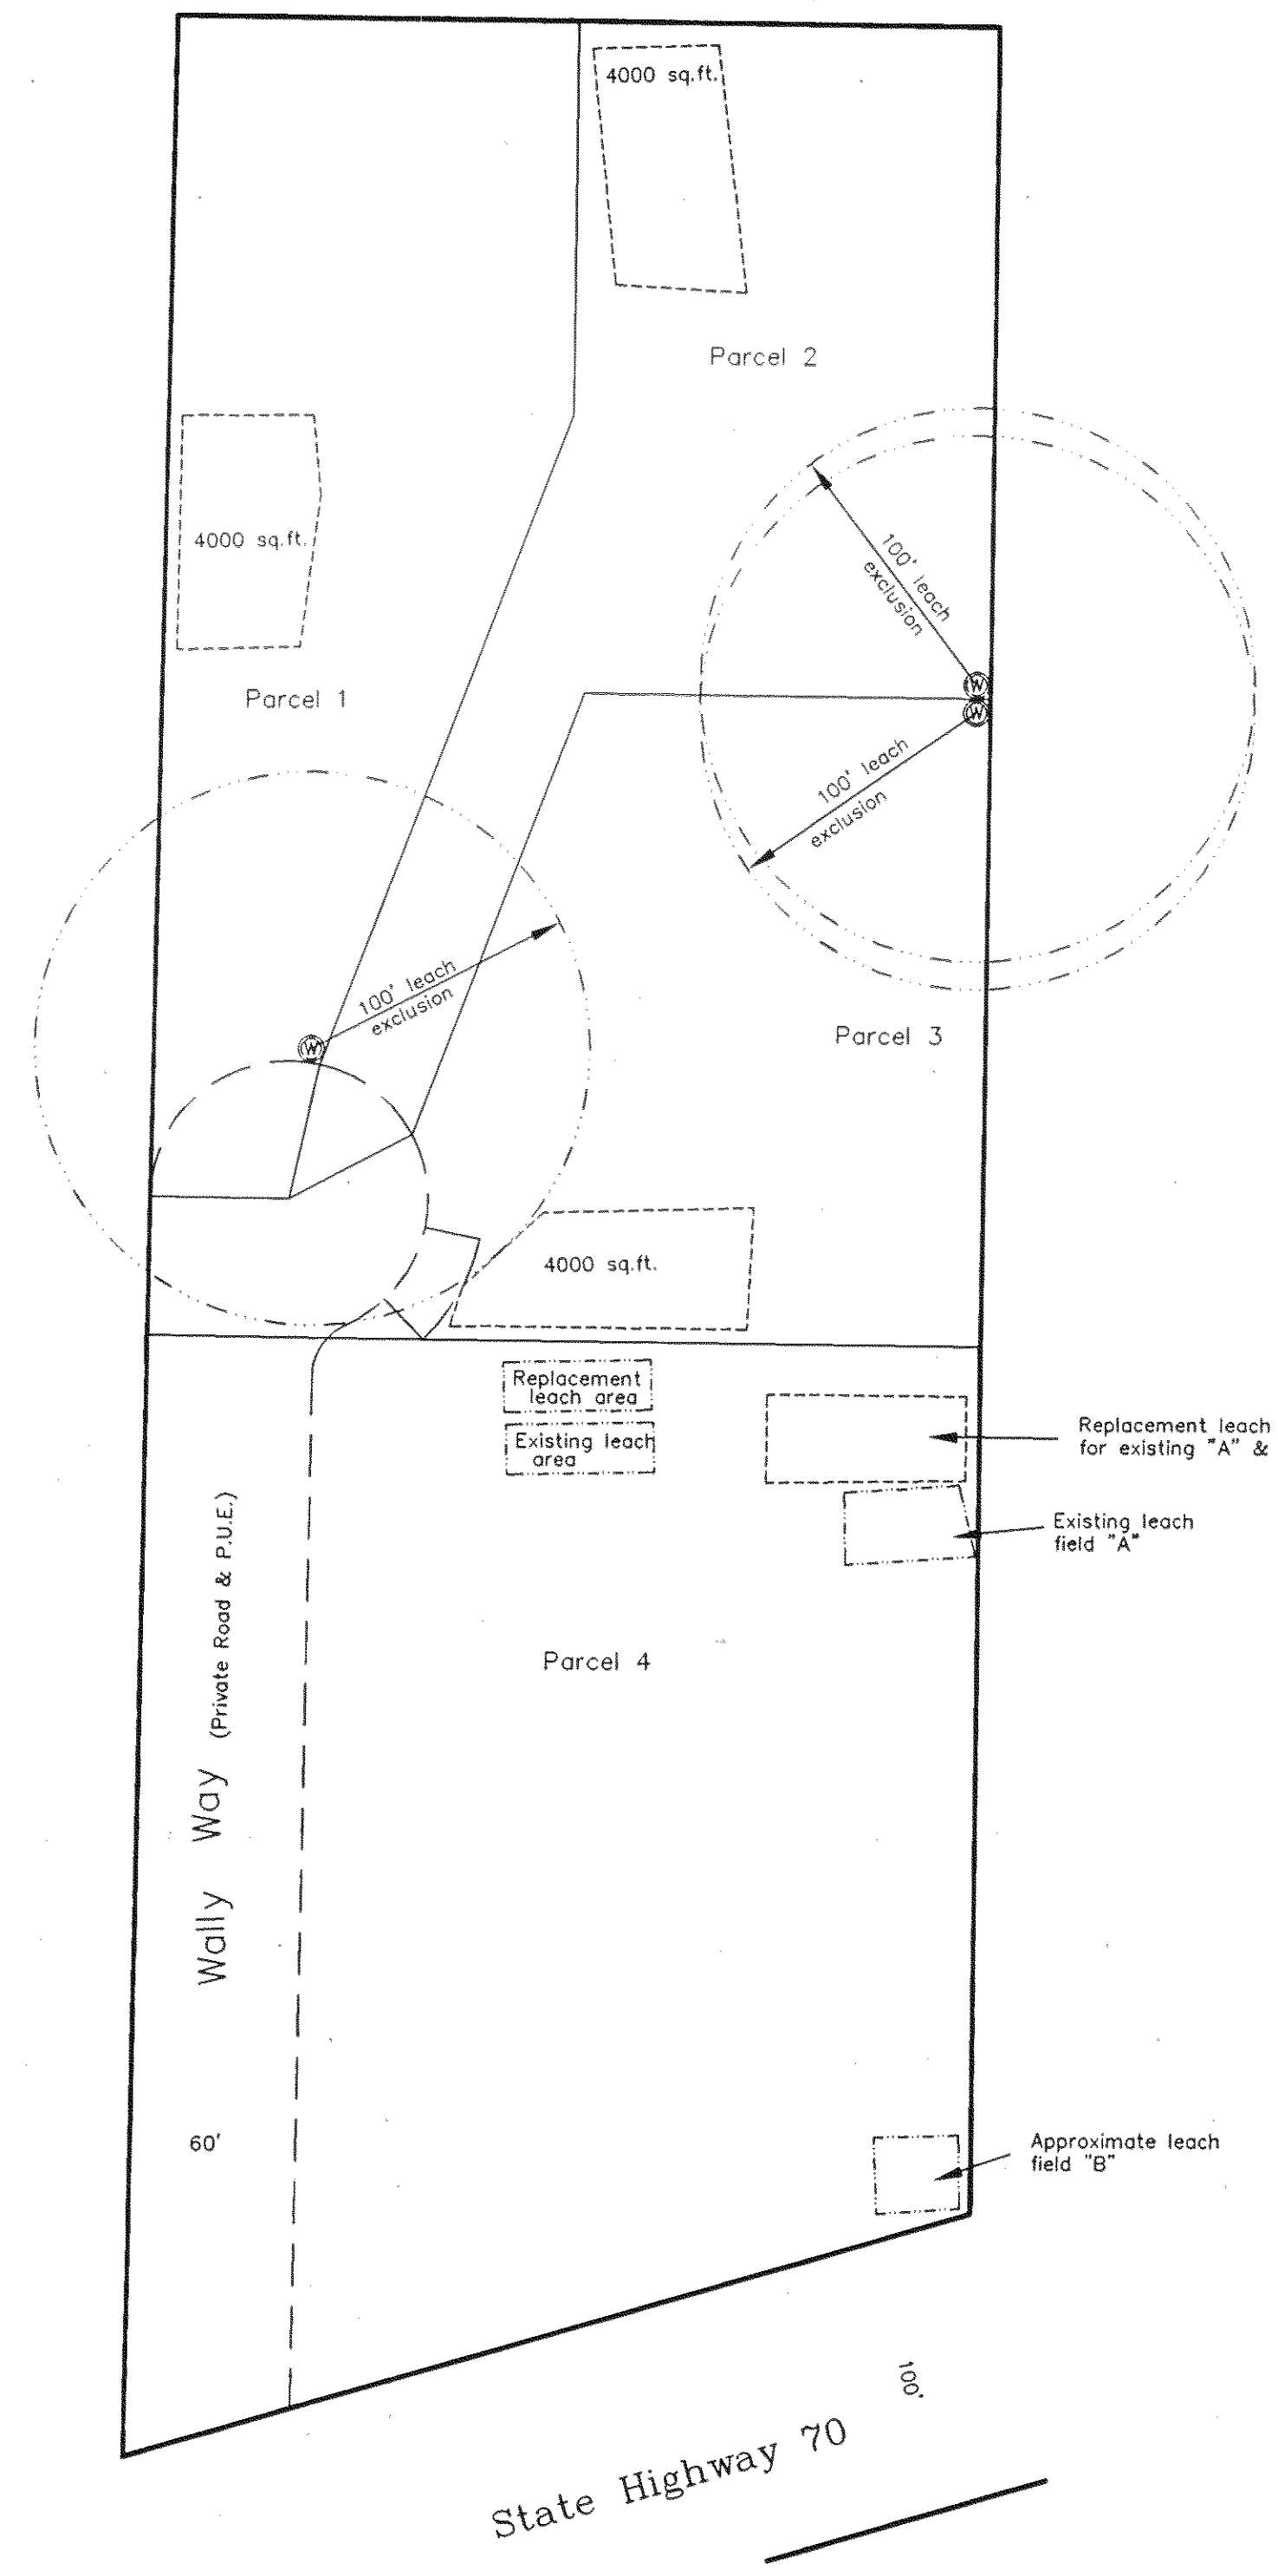 4000 sq.ft.
Parcel 2
4000 sq.ft.
100' leach
exclusion
Parcel 1
W
W
100' leach
exclusion
100' leach
exclusion
W
Parcel 3
4000 sq.ft.
Replacement
leach area
Existing leach
area
Replacement leach
for existing "A" &
Existing leach
field "A"
Parcel 4
Wally Way (Private Road & P.U.E.)
60'
Approximate leach
field "B"
100'
State Highway 70